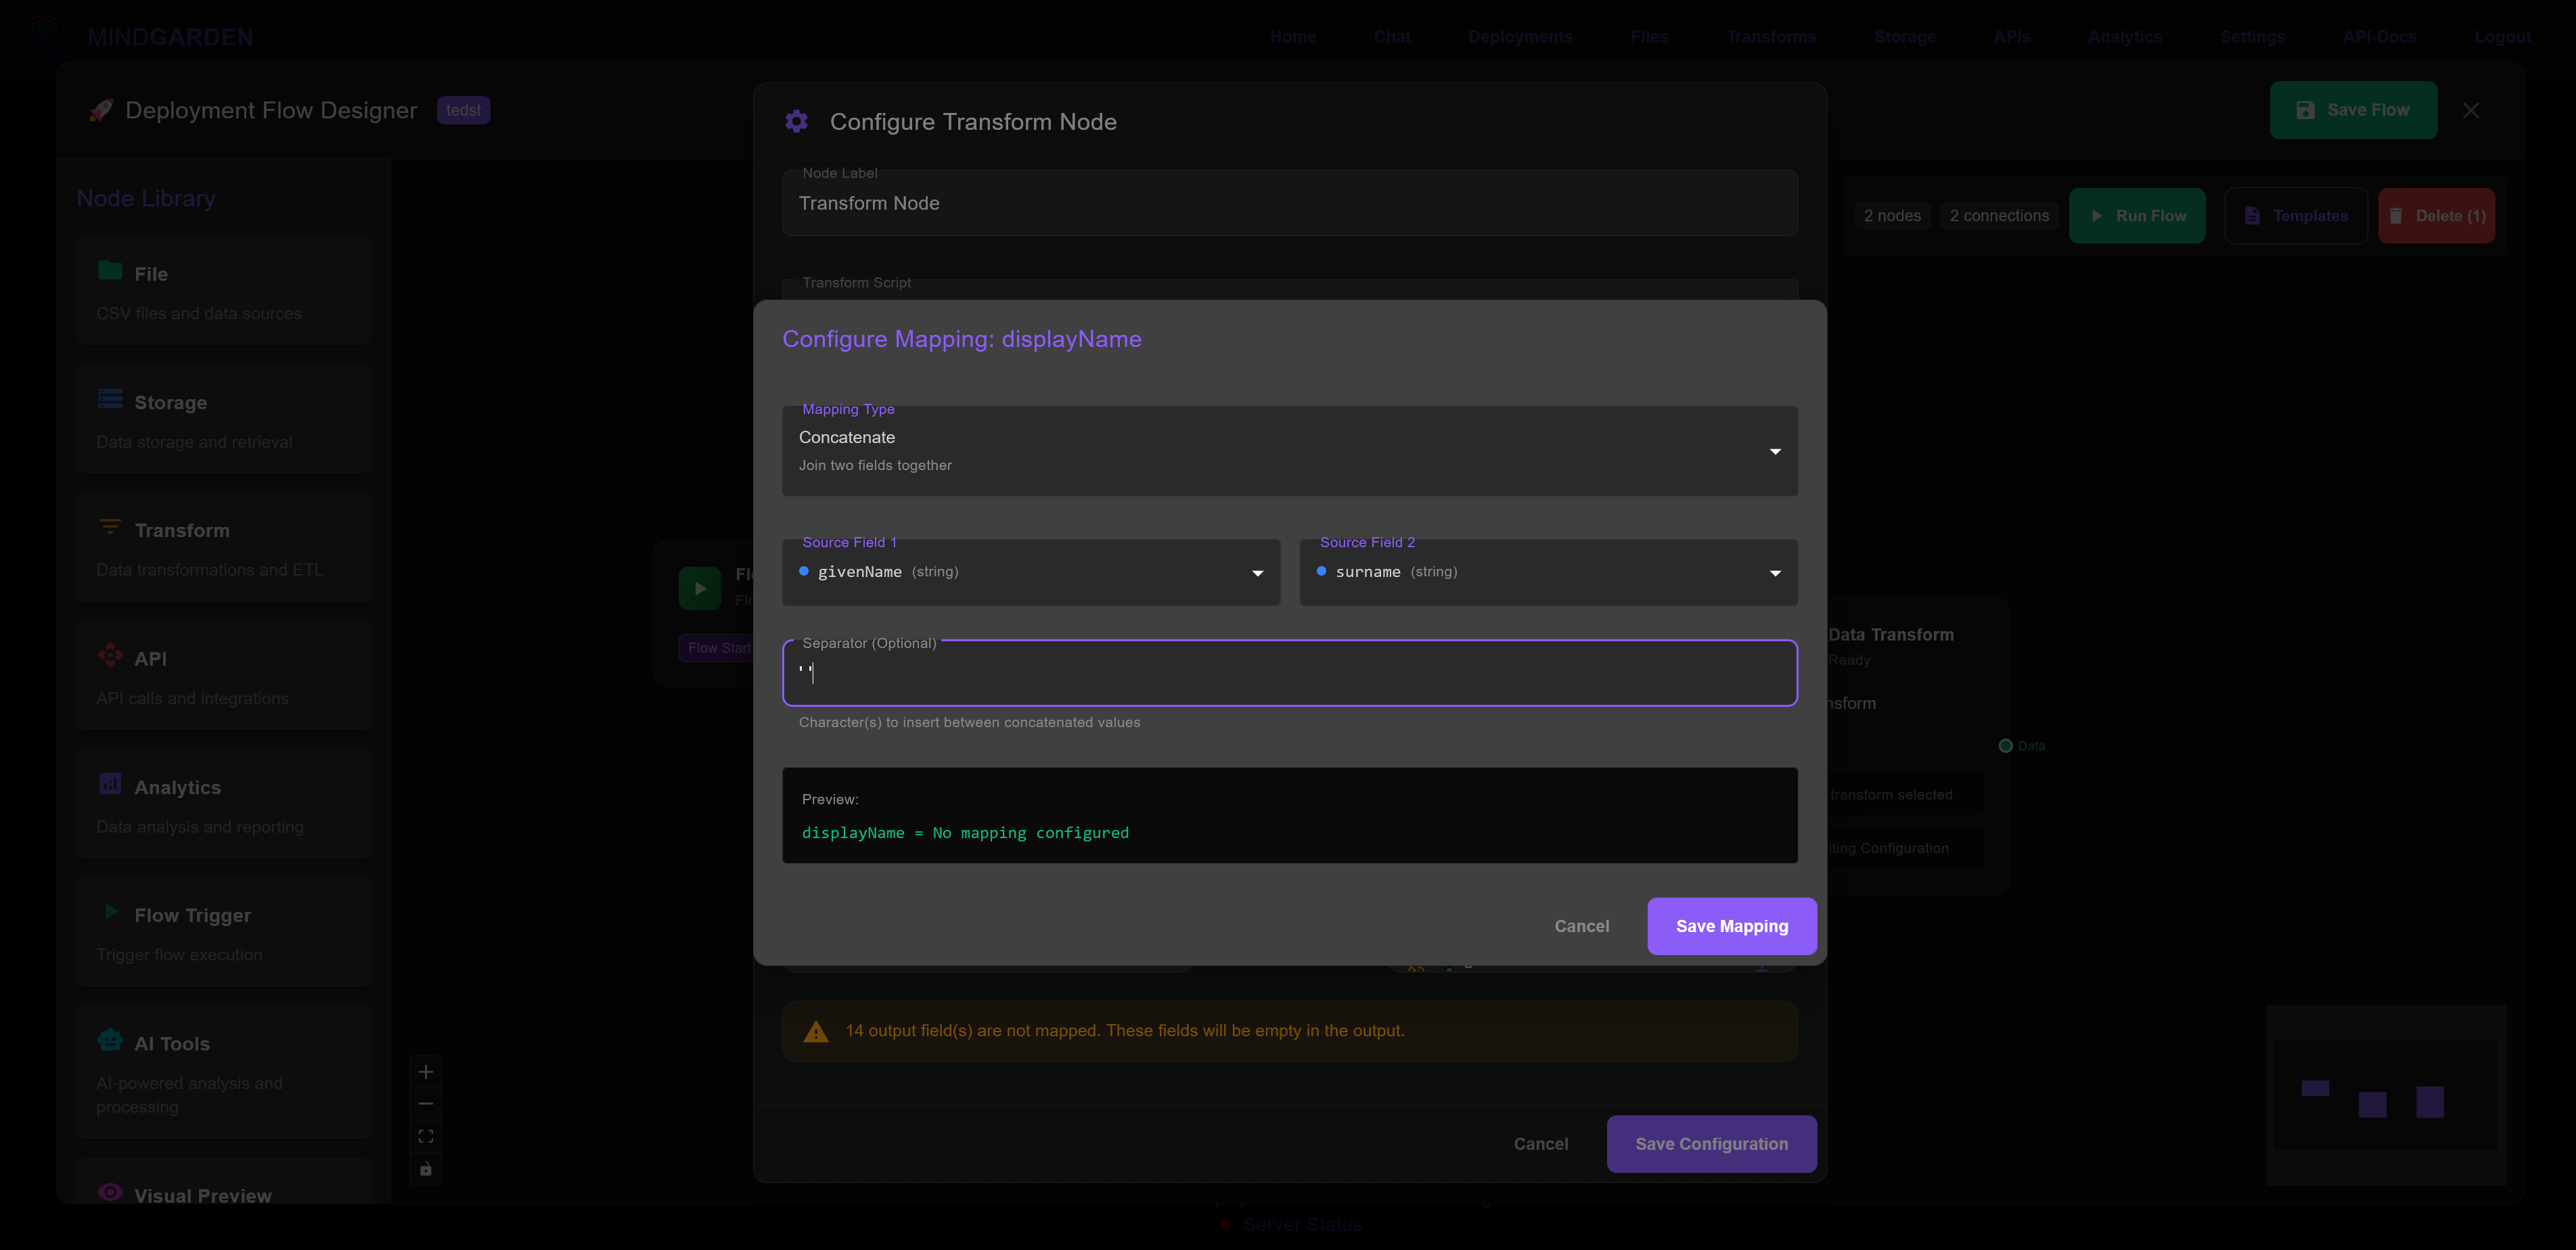 MINDGARDEN
Home Chat Deployments Files Transforms Storage APIs Analytics Settings API-Docs Logout
🚀 Deployment Flow Designer tedst
Save Flow
Node Library
File
CSV files and data sources
Storage
Data storage and retrieval
Transform
Data transformations and ETL
API
API calls and integrations
Analytics
Data analysis and reporting
Flow Trigger
Trigger flow execution
AI Tools
AI-powered analysis and
processing
Visual Preview
Flow Start
2 nodes 2 connections Run Flow Templates Delete (1)
Configure Transform Node
Node Label
Transform Node
Transform Script
Configure Mapping: displayName
Mapping Type
Concatenate
Join two fields together
Source Field 1
givenName (string)
Source Field 2
surname (string)
Separator (Optional)
' '
Character(s) to insert between concatenated values
Preview:
displayName = No mapping configured
Cancel Save Mapping
14 output field(s) are not mapped. These fields will be empty in the output.
Cancel Save Configuration
Data Transform
Ready
Data
transform selected
Configuration
Server Status